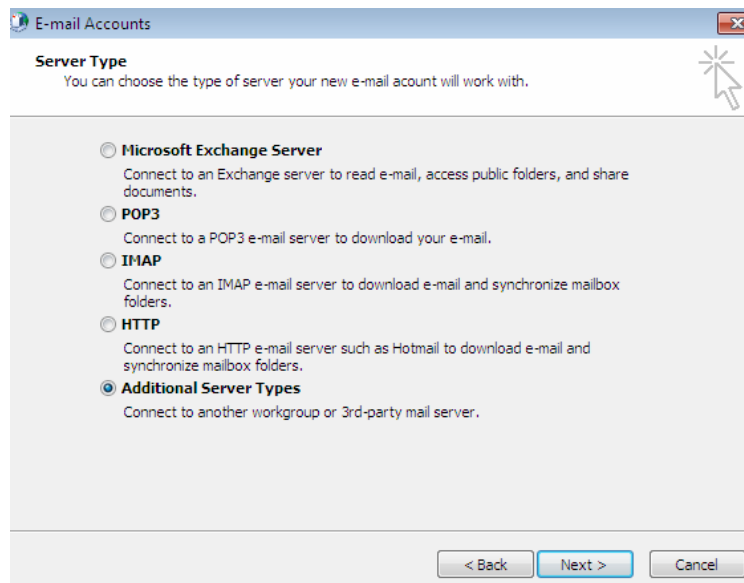 E-mail Accounts
Server Type
You can choose the type of server your new e-mail acount will work with.
Microsoft Exchange Server
Connect to an Exchange server to read e-mail, access public folders, and share
documents.
POP3
Connect to a POP3 e-mail server to download your e-mail.
IMAP
Connect to an IMAP e-mail server to download e-mail and synchronize mailbox
folders.
HTTP
Connect to an HTTP e-mail server such as Hotmail to download e-mail and
synchronize mailbox folders.
Additional Server Types
Connect to another workgroup or 3rd-party mail server.
< Back Next > Cancel